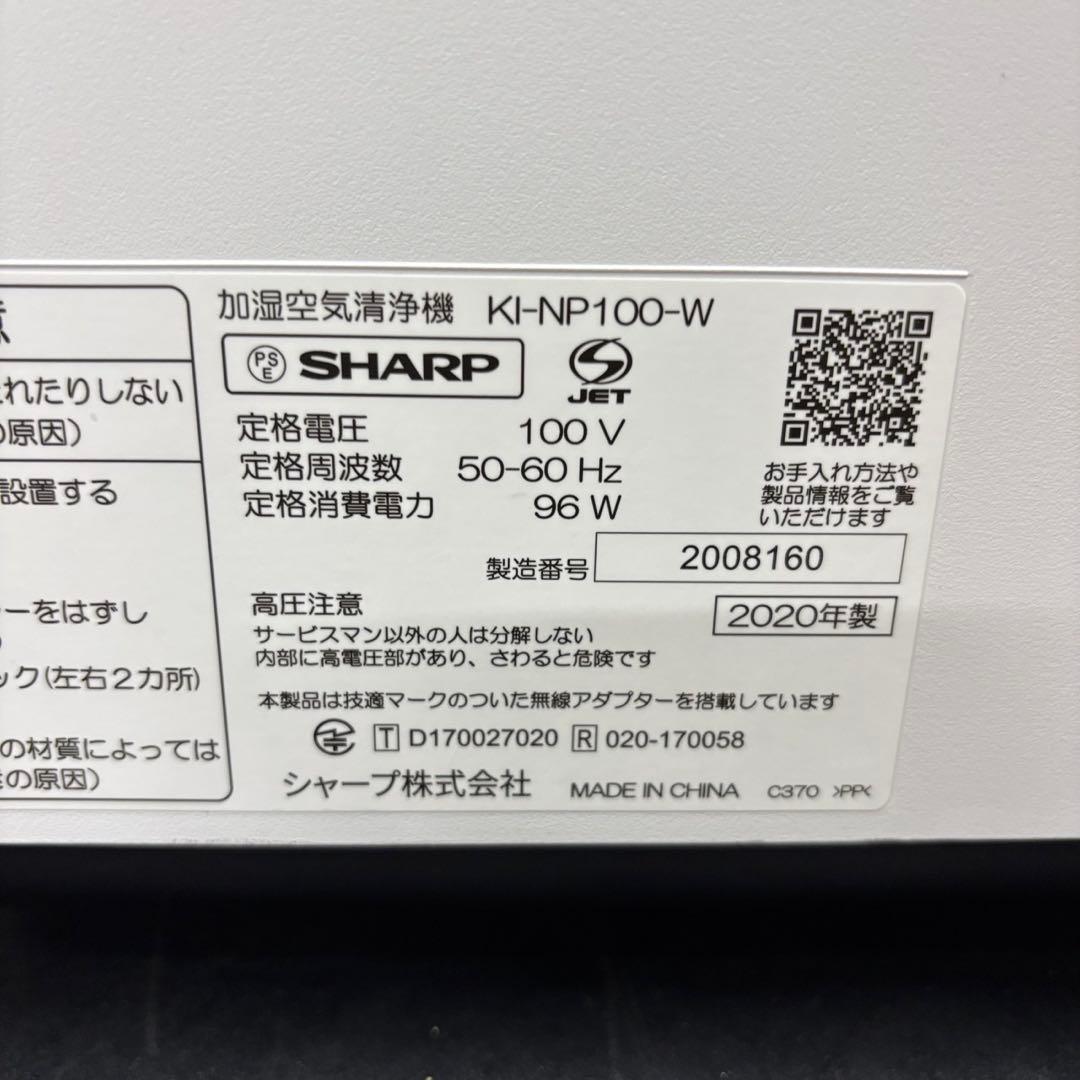 加湿空気清浄機 KI-NP100-W
PSE SHARP JET
定格電圧 100 V
定格周波数 50-60 Hz
定格消費電力 96 W
お手入れ方法や
製品情報をご覧
いただけます
製造番号 2008160
2020年製
高圧注意
サービスマン以外の人は分解しない
内部に高電圧部があり、さわると危険です
本製品は技適マークのついた無線アダプターを搭載しています
T D170027020 R 020-170058
シャープ株式会社 MADE IN CHINA C370 >PP<
れたりしない
の原因)
設置する
ーをはずし
ック(左右2カ所)
の材質によっては
の原因)